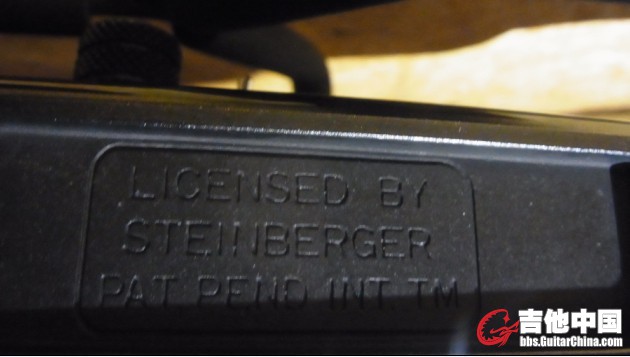 LICENSED BY
STEINBERGER
PAT. PEND. INT. TM
吉他中国
bbs.GuitarChina.com